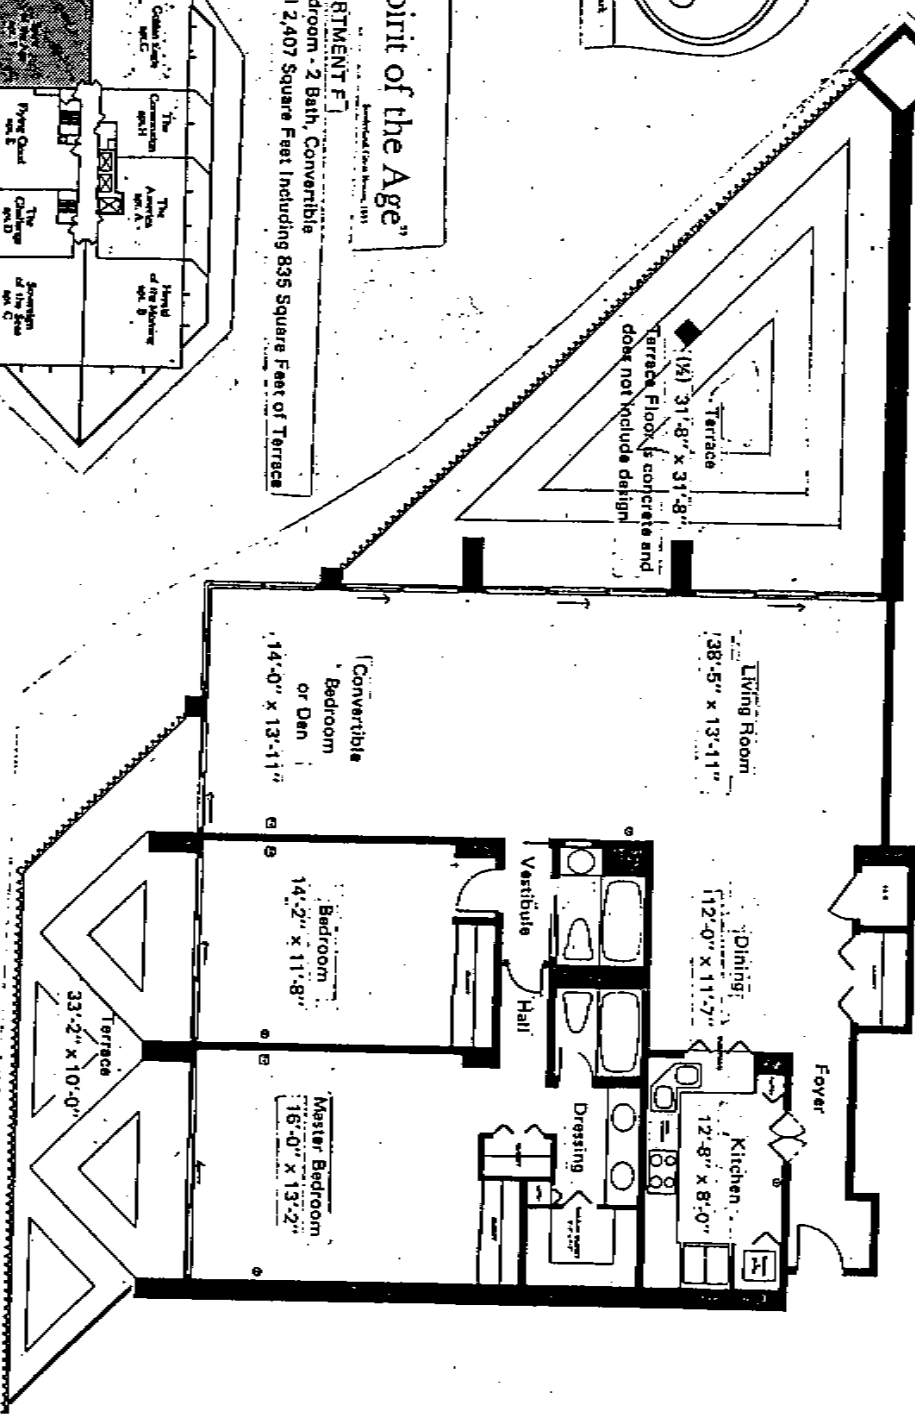 pirit of the Age"
RTMENT F
droom - 2 Bath, Convertible
2,407 Square Feet Including 835 Square Feet of Terrace
Terrace
(½) 31'-8" x 31'-8"
Terrace Floor is concrete and
does not include design
Living Room
38'-5" x 13'-11"
Convertible
Bedroom
or Den
14'-0" x 13'-11"
Dining
12'-0" x 11'-7"
Foyer
Kitchen
12'-8" x 8'-0"
Vestibule
Hall
Dressing
Bedroom
14'-2" x 11'-8"
Master Bedroom
16'-0" x 13'-2"
Terrace
33'-2" x 10'-0"
The
America
apt. A
Herald
of the Morning
apt. B
Sovereign
of the Seas
apt. C
The
Challenge
apt. D
Flying Cloud
apt. E
apt. G
The
apt. H